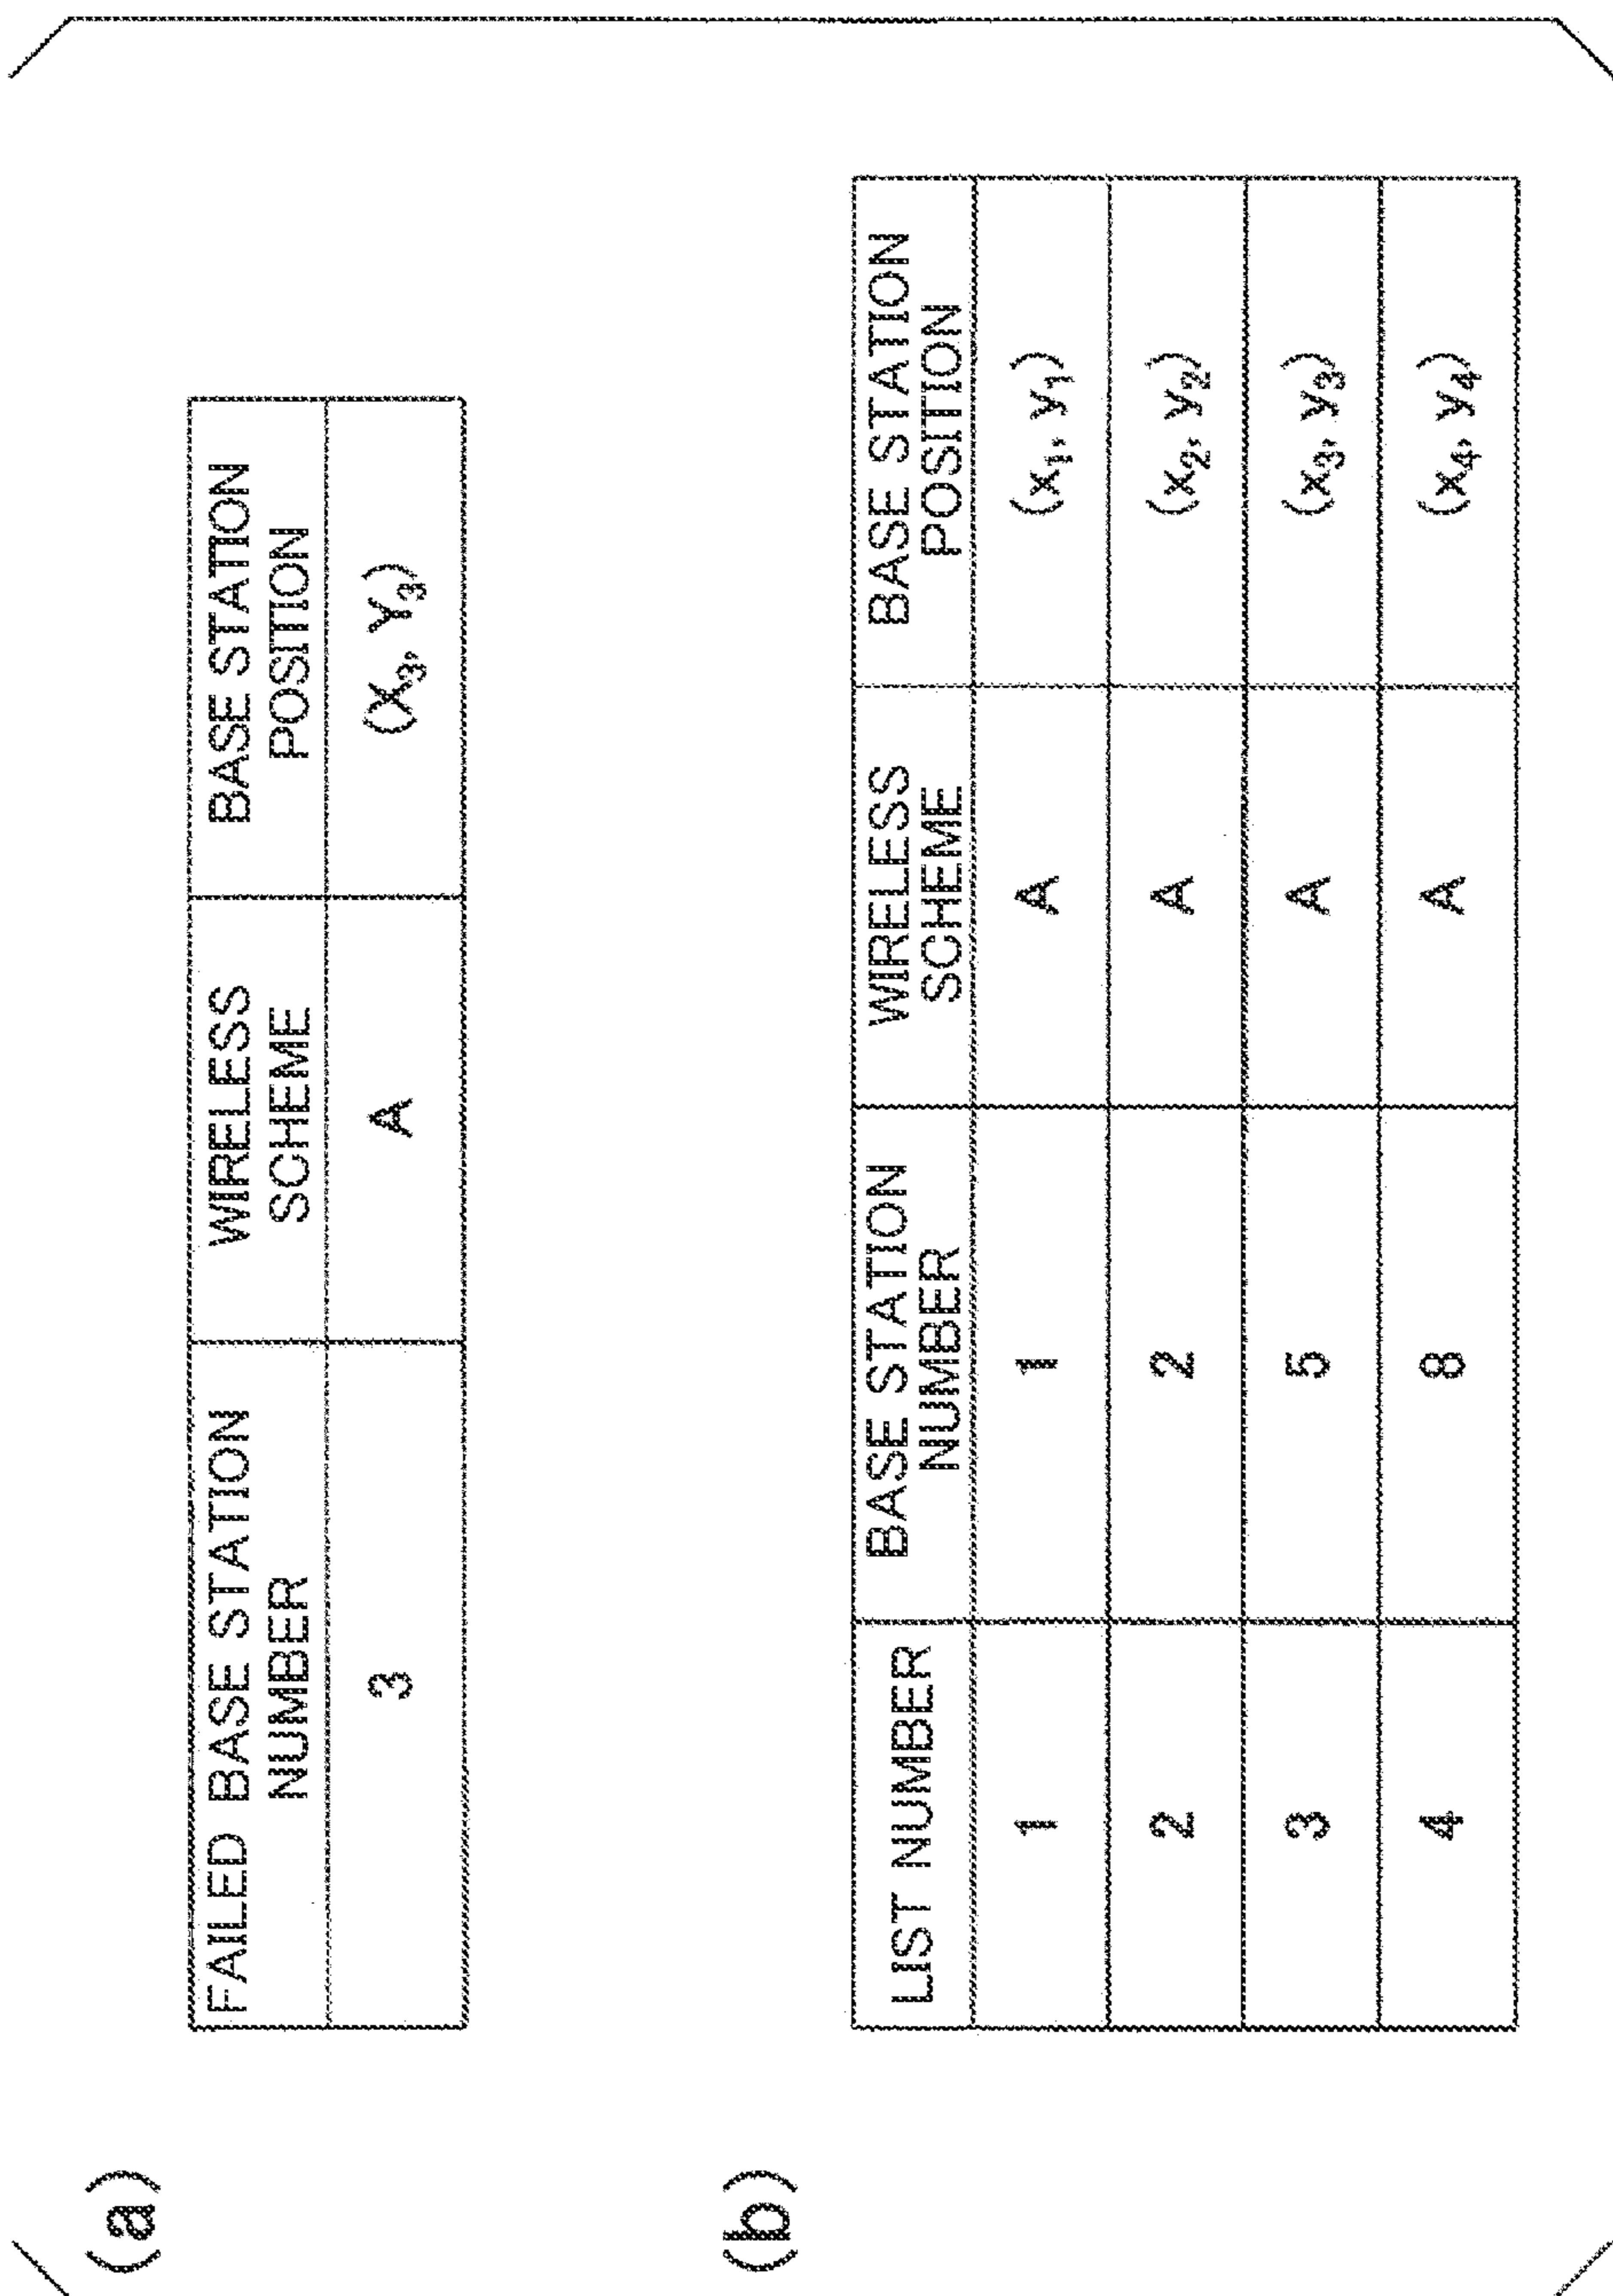 (a)
FAILED BASE STATION NUMBER	WIRELESS SCHEME	BASE STATION POSITION
3	A	(X₃, Y₃)
(b)
LIST NUMBER	BASE STATION NUMBER	WIRELESS SCHEME	BASE STATION POSITION
1	1	A	(x₁, y₁)
2	2	A	(x₂, y₂)
3	5	A	(x₃, y₃)
4	8	A	(x₄, y₄)